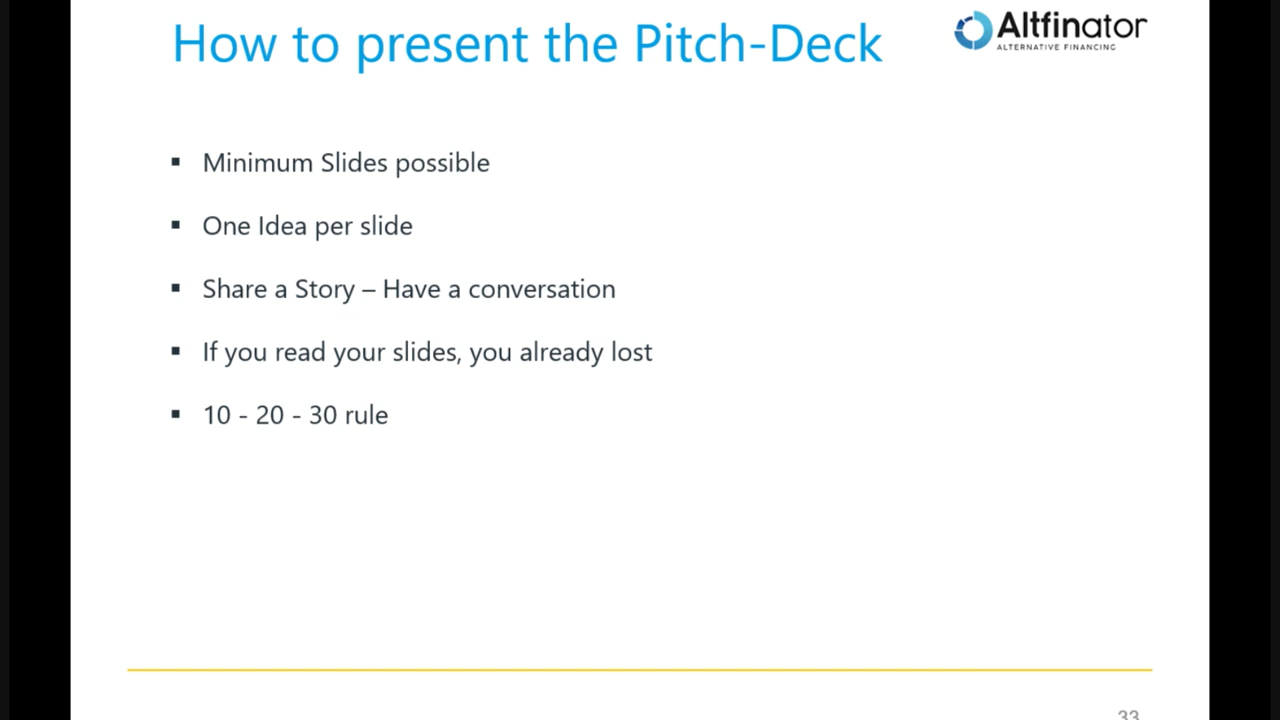 How to present the Pitch-Deck
Altfinator
ALTERNATIVE FINANCING
Minimum Slides possible
One Idea per slide
Share a Story – Have a conversation
If you read your slides, you already lost
10 - 20 - 30 rule
33